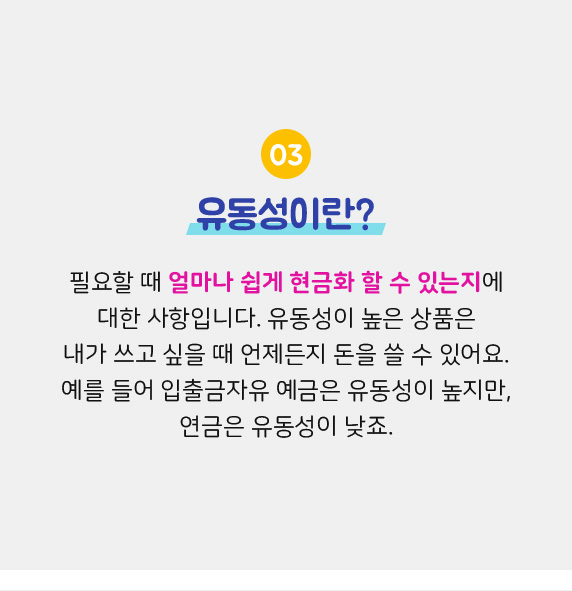 03
유동성이란?
필요할 때 얼마나 쉽게 현금화 할 수 있는지에
대한 사항입니다. 유동성이 높은 상품은
내가 쓰고 싶을 때 언제든지 돈을 쓸 수 있어요.
예를 들어 입출금자유 예금은 유동성이 높지만,
연금은 유동성이 낮죠.